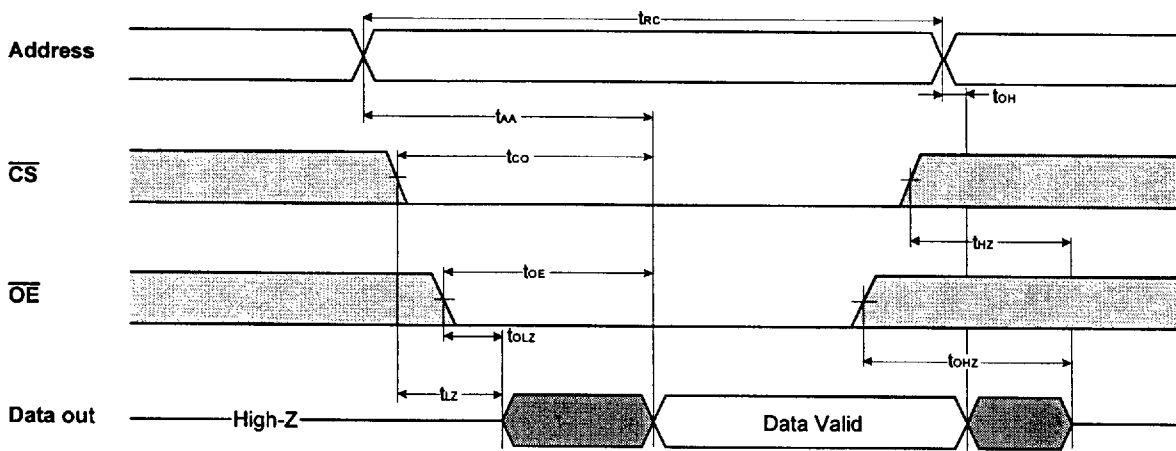 tRC
Address
tOH
tAA
tCO
CS
tHZ
tOE
OE
tOLZ
tOHZ
tLZ
Data out
High-Z
Data Valid